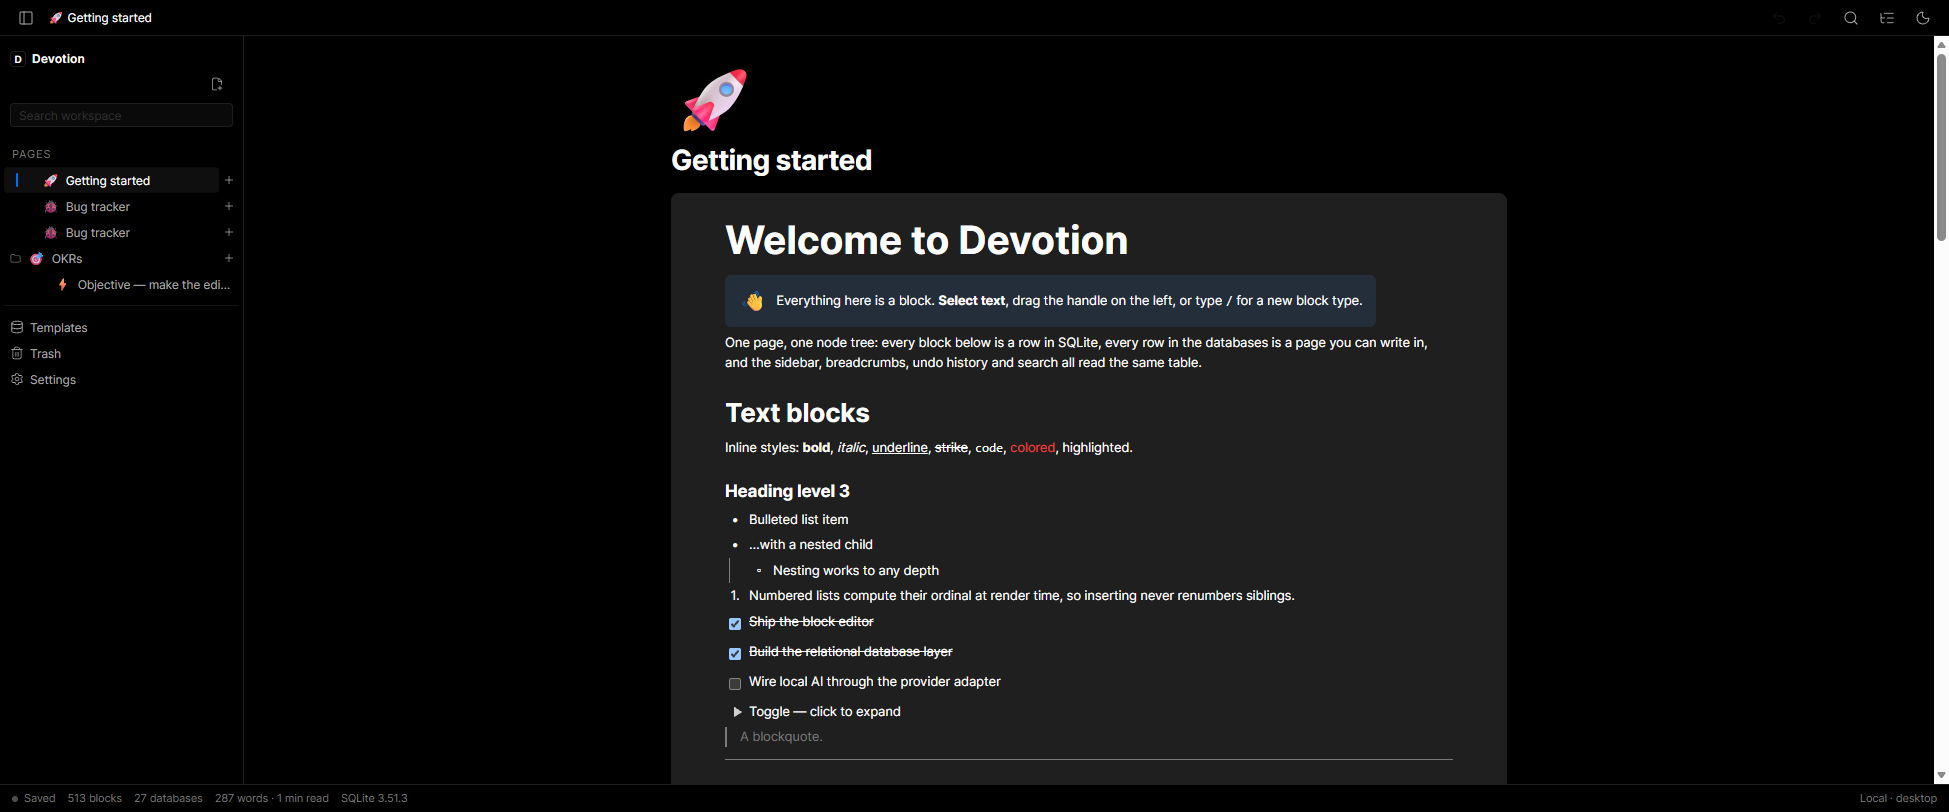 Getting started
D Devotion
Search workspace
PAGES
Getting started
Bug tracker
Bug tracker
OKRs
Objective — make the edi...
Templates
Trash
Settings
Getting started
Welcome to Devotion
Everything here is a block. Select text, drag the handle on the left, or type / for a new block type.
One page, one node tree: every block below is a row in SQLite, every row in the databases is a page you can write in,
and the sidebar, breadcrumbs, undo history and search all read the same table.
Text blocks
Inline styles: bold, italic, underline, strike, code, colored, highlighted.
Heading level 3
Bulleted list item
...with a nested child
Nesting works to any depth
1. Numbered lists compute their ordinal at render time, so inserting never renumbers siblings.
Ship the block editor
Build the relational database layer
Wire local AI through the provider adapter
Toggle — click to expand
A blockquote.
Saved 513 blocks 27 databases 287 words · 1 min read SQLite 3.51.3 Local · desktop